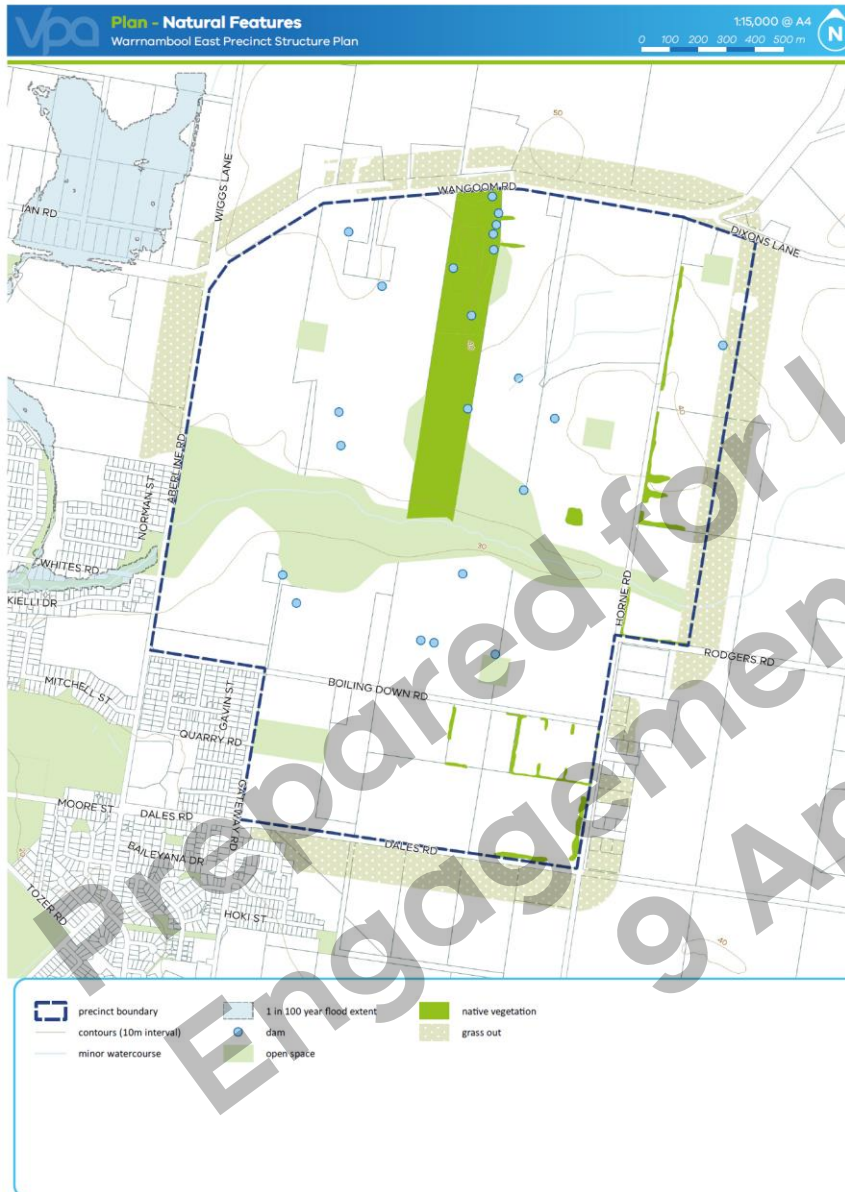 vpa
Plan - Natural Features
Warrnambool East Precinct Structure Plan
1:15,000 @ A4
0 100 200 300 400 500 m
N
50
WIGGS LANE
WANGOOM RD
IAN RD
DIXONS LANE
40
ABERLINE RD
NORMAN ST
WHITES RD
KIELLI DR
30
HORNE RD
RODGERS RD
MITCHELL ST
GAVIN ST
BOILING DOWN RD
QUARRY RD
MOORE ST
DALES RD
GATEWAY RD
BAILEYANA DR
DALES RD
TOZER RD
HOKI ST
40
Prepared for
Engagement
9 Ap
precinct boundary
contours (10m interval)
minor watercourse
1 in 100 year flood extent
dam
open space
native vegetation
grass out